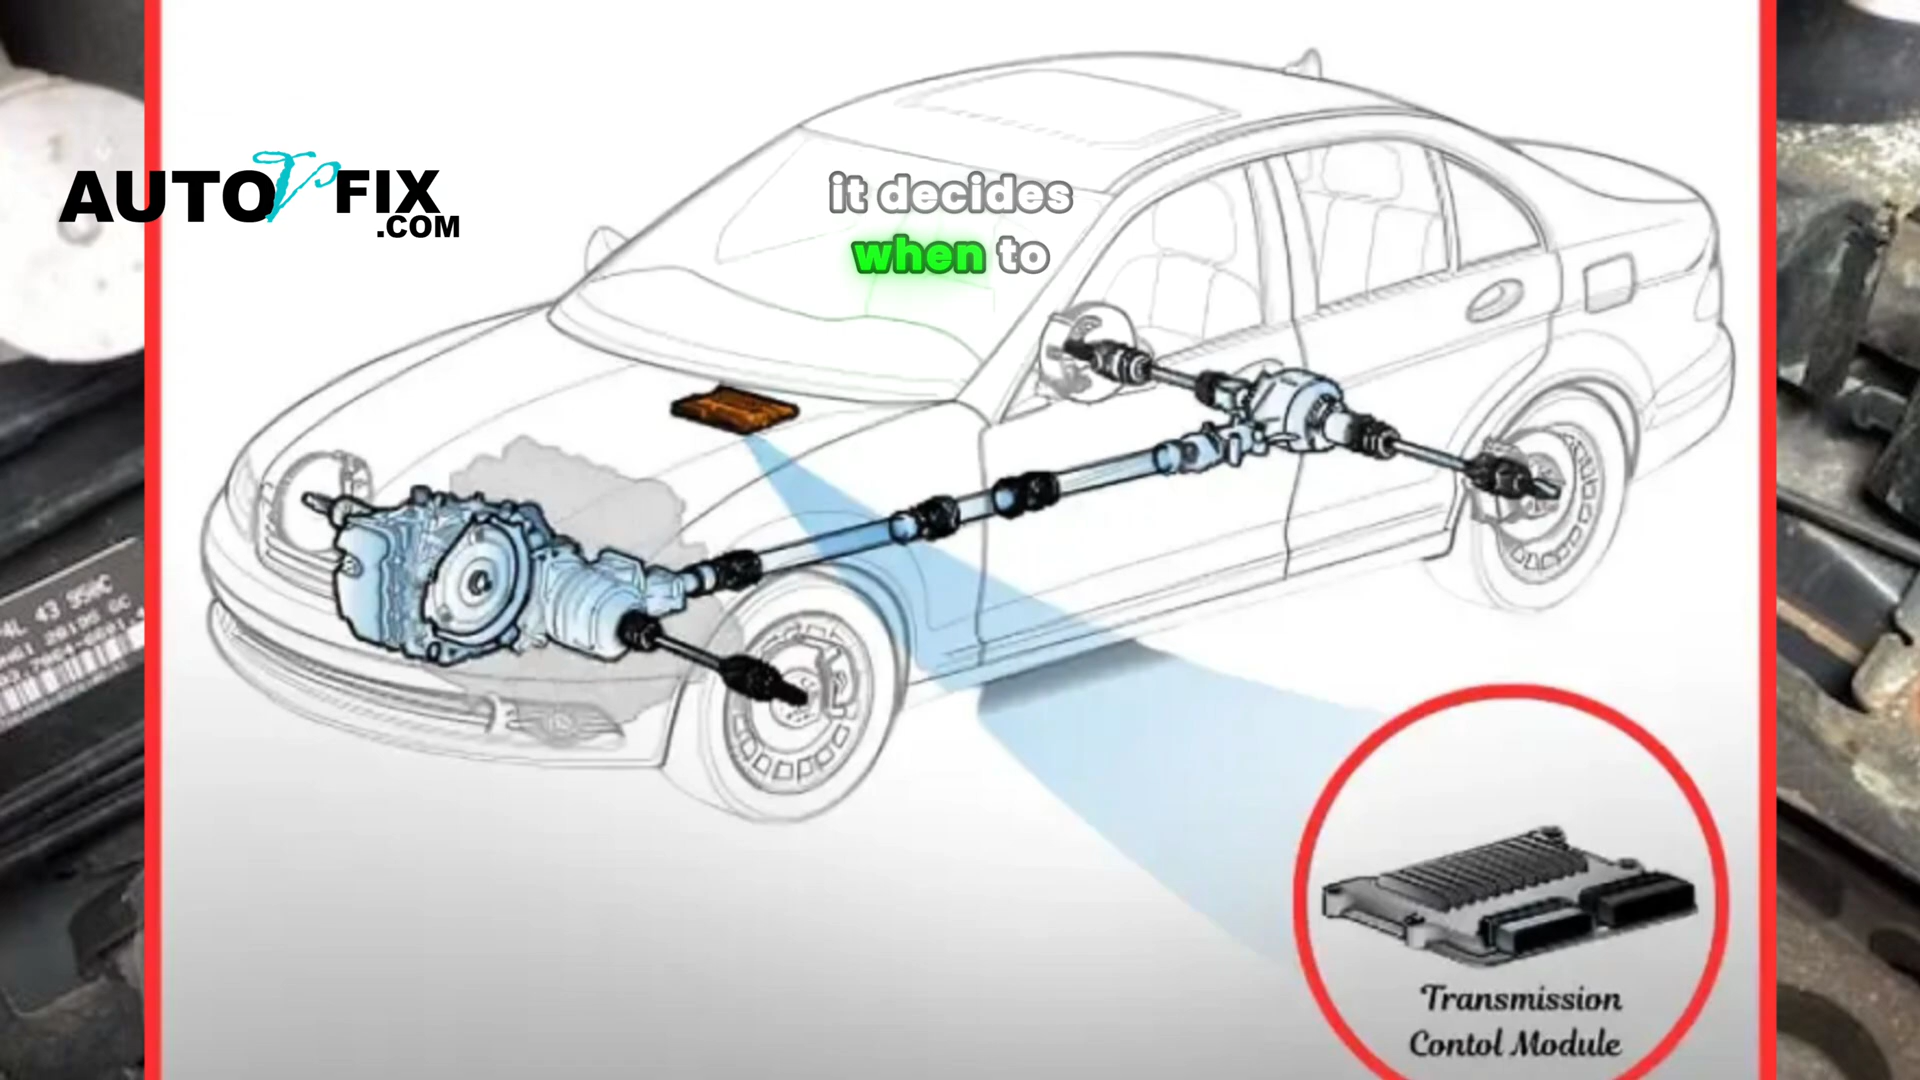 AUTO FIX
.COM
it decides
when to
Transmission
Contol Module